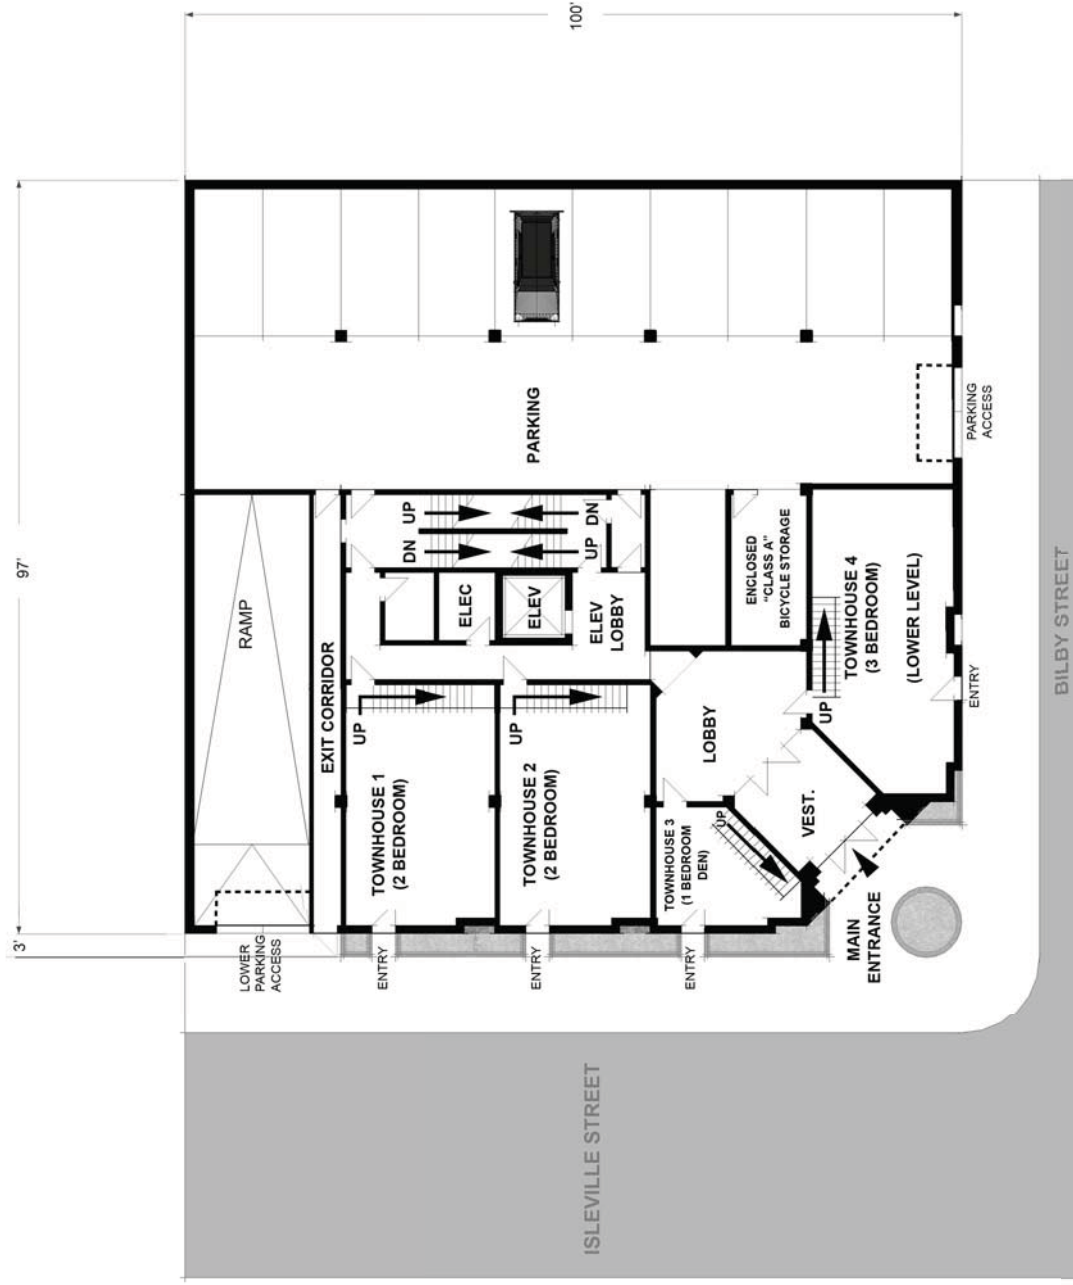 100'
97'
3'
RAMP
EXIT CORRIDOR
LOWER
PARKING
ACCESS
PARKING
PARKING
ACCESS
UP
DN
DN
UP
ELEC
ELEV
ELEV
LOBBY
ENCLOSED
"CLASS A"
BICYCLE STORAGE
TOWNHOUSE 4
(3 BEDROOM)
(LOWER LEVEL)
UP
ENTRY
UP
TOWNHOUSE 1
(2 BEDROOM)
ENTRY
UP
TOWNHOUSE 2
(2 BEDROOM)
ENTRY
LOBBY
VEST.
UP
TOWNHOUSE 3
(1 BEDROOM
DEN)
ENTRY
MAIN
ENTRANCE
ISLEVILLE STREET
BILBY STREET